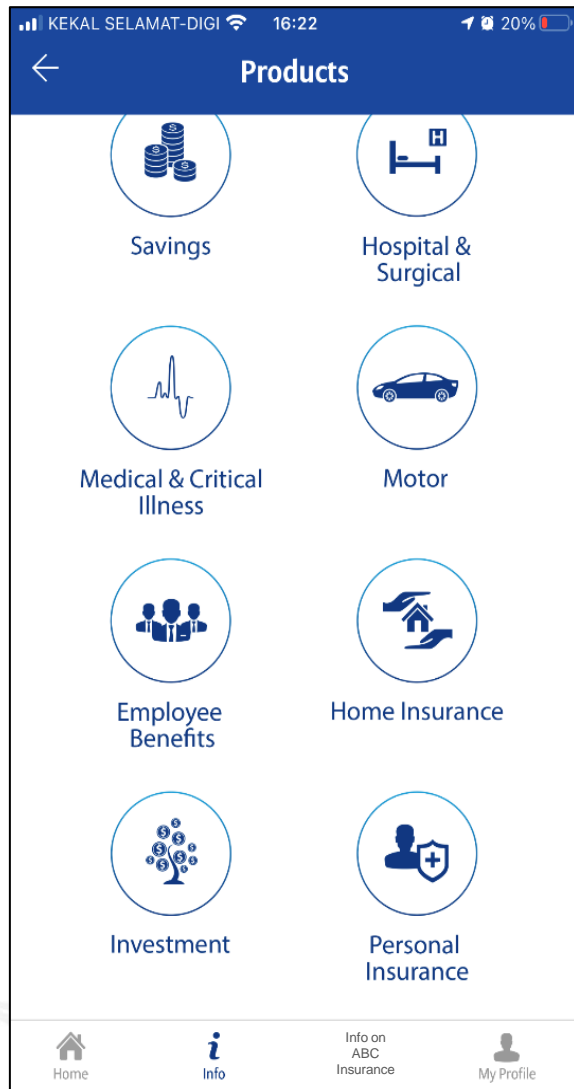 KEKAL SELAMAT-DIGI 16:22 20%
Products
Savings
Hospital &
Surgical
H
Medical & Critical
Illness
Motor
Employee
Benefits
Home Insurance
Investment
Personal
Insurance
Home
Info
Info on
ABC
Insurance
My Profile